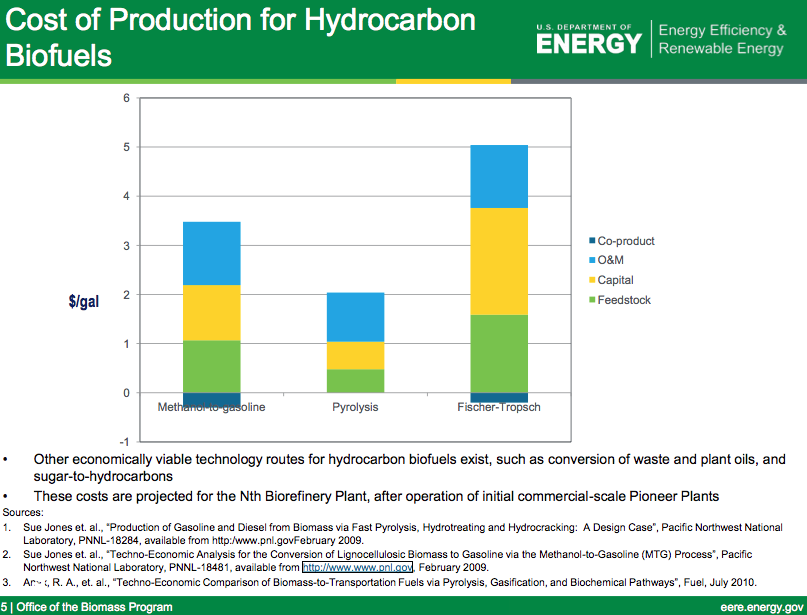 Cost of Production for Hydrocarbon
Biofuels
U.S. DEPARTMENT OF
ENERGY
Energy Efficiency &
Renewable Energy
6
5
4
3
2
1
0
-1
$/gal
Methanol-to-gasoline
Pyrolysis
Fischer-Tropsch
Co-product
O&M
Capital
Feedstock
• Other economically viable technology routes for hydrocarbon biofuels exist, such as conversion of waste and plant oils, and
sugar-to-hydrocarbons
• These costs are projected for the Nth Biorefinery Plant, after operation of initial commercial-scale Pioneer Plants
Sources:
1. Sue Jones et. al., “Production of Gasoline and Diesel from Biomass via Fast Pyrolysis, Hydrotreating and Hydrocracking: A Design Case”, Pacific Northwest National
Laboratory, PNNL-18284, available from http:/www.pnl.govFebruary 2009.
2. Sue Jones et. al., “Techno-Economic Analysis for the Conversion of Lignocellulosic Biomass to Gasoline via the Methanol-to-Gasoline (MTG) Process”, Pacific
Northwest National Laboratory, PNNL-18481, available from http://www.www.pnl.gov, February 2009.
3. R. A., et. al., “Techno-Economic Comparison of Biomass-to-Transportation Fuels via Pyrolysis, Gasification, and Biochemical Pathways”, Fuel, July 2010.
5 | Office of the Biomass Program
eere.energy.gov